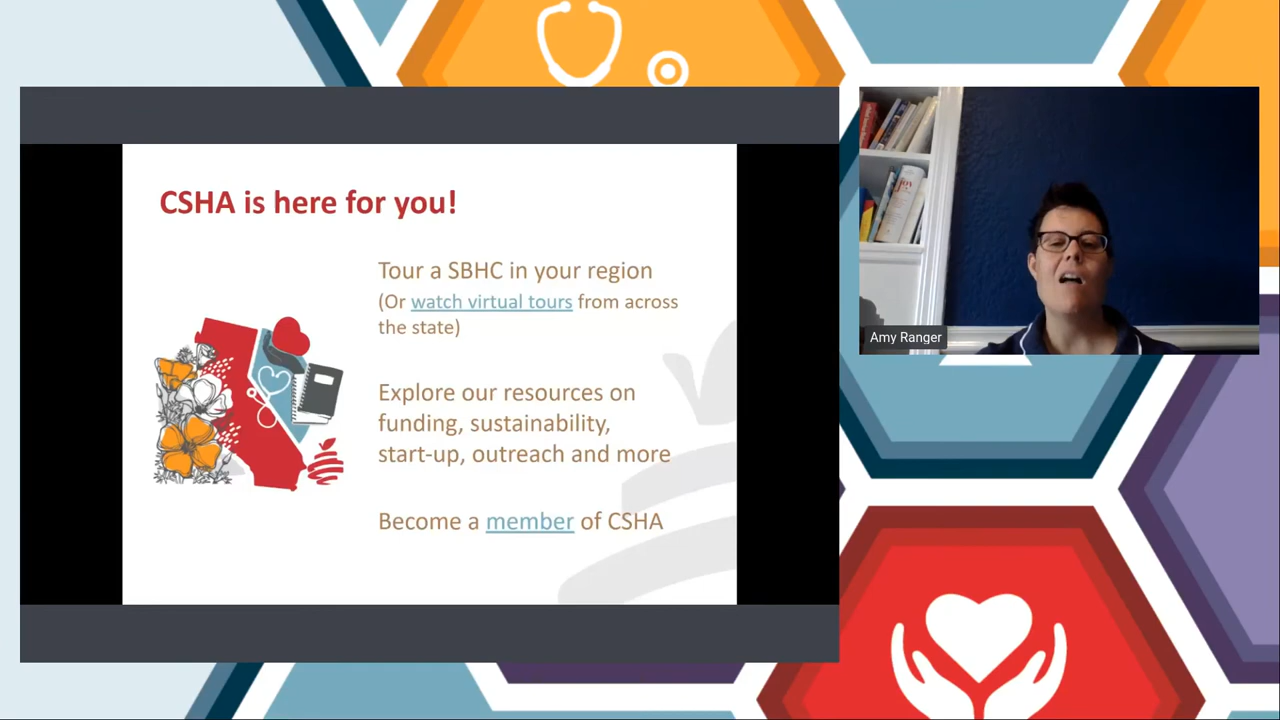 CSHA is here for you!
Tour a SBHC in your region
(Or watch virtual tours from across
the state)
Explore our resources on
funding, sustainability,
start-up, outreach and more
Become a member of CSHA
Amy Ranger